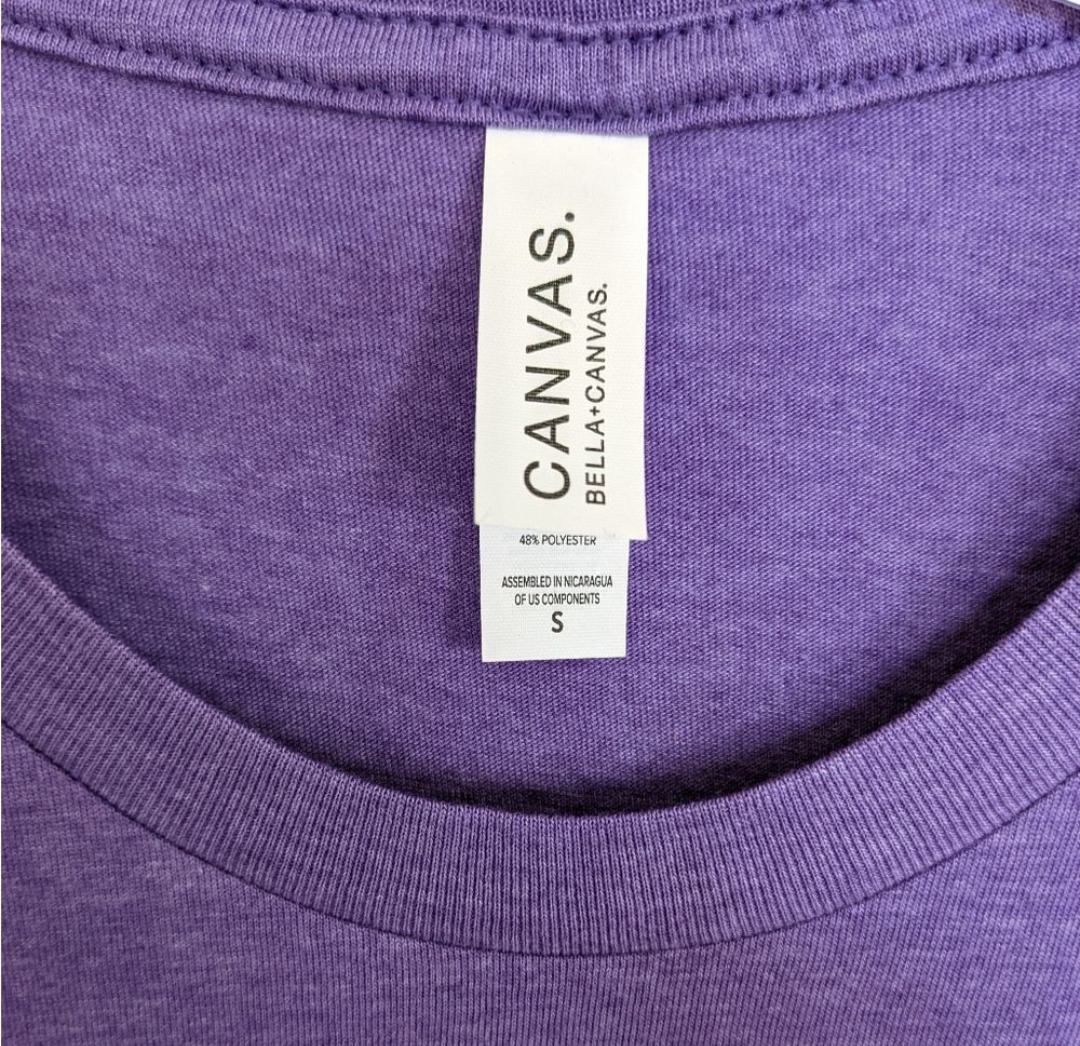 CANVAS.
BELLA+CANVAS.
48% POLYESTER
ASSEMBLED IN NICARAGUA
OF US COMPONENTS
S